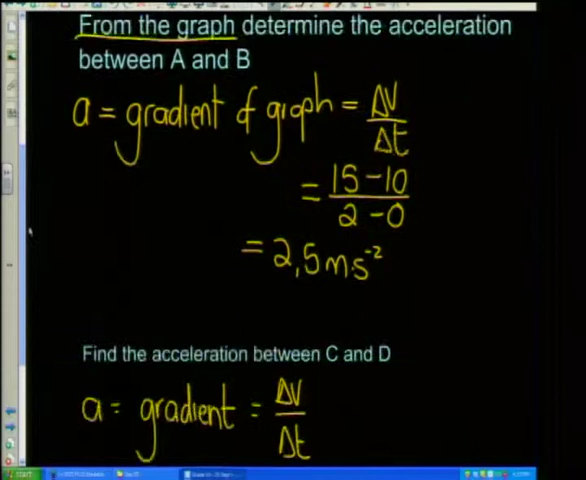 From the graph determine the acceleration
between A and B
a = gradient of graph = ΔV
Δt
= 15 - 10
2 - 0
= 2,5 m·s⁻²
Find the acceleration between C and D
a = gradient = ΔV
Δt